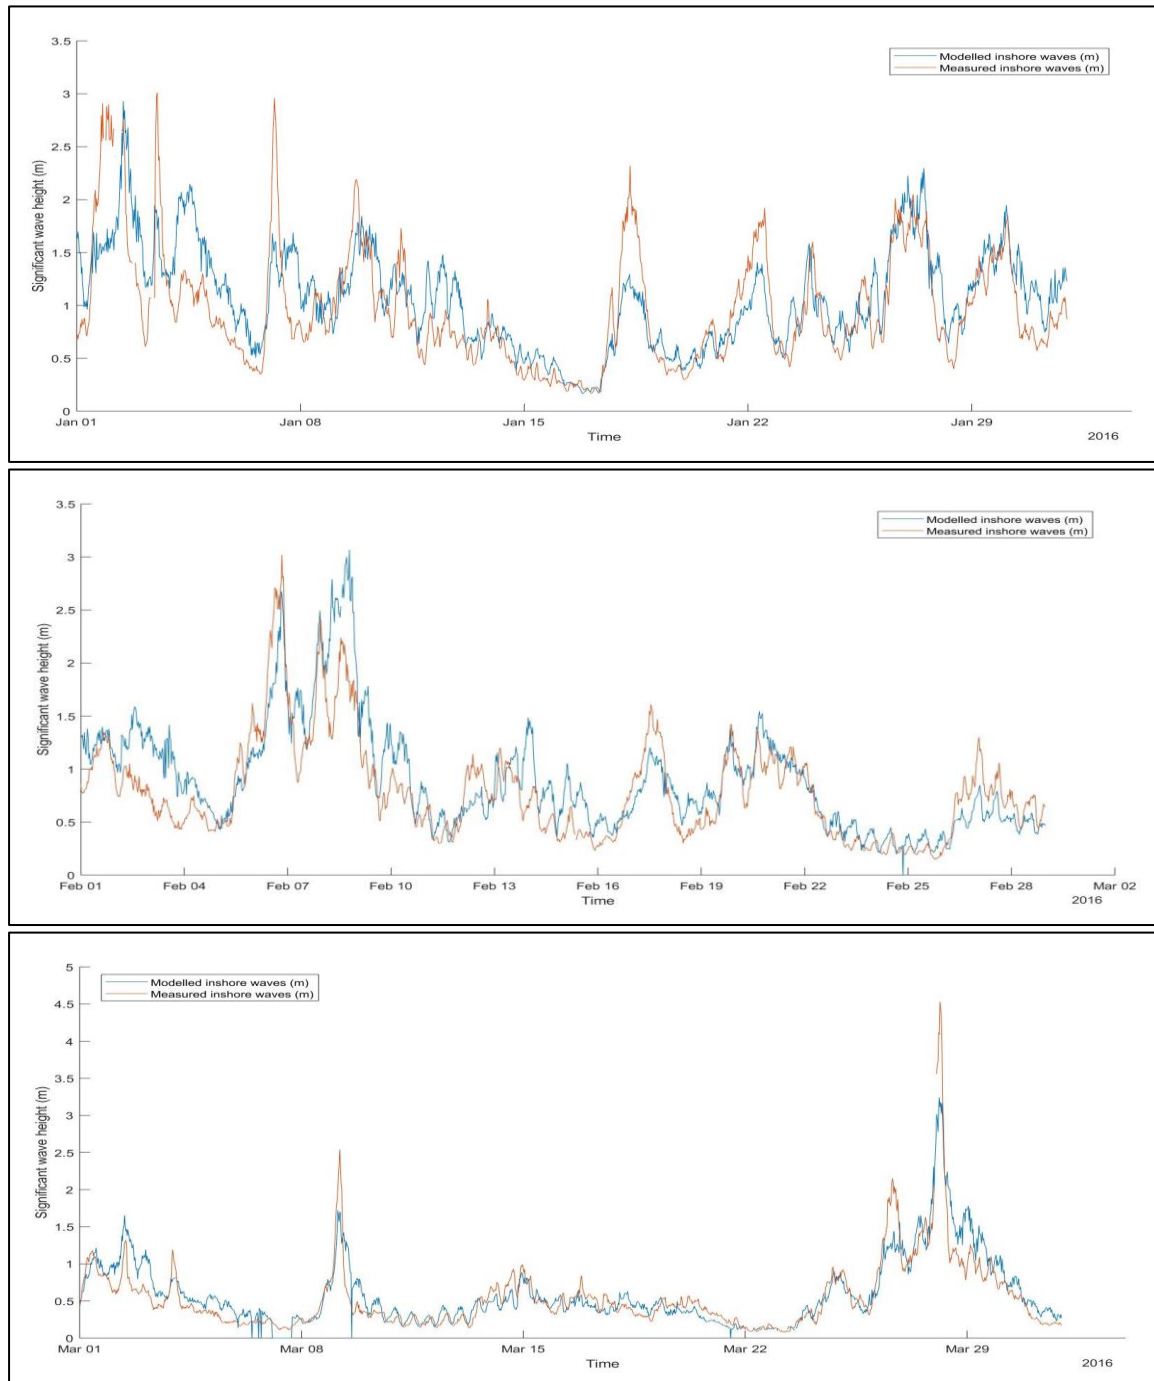 3.5
3
2.5
2
1.5
1
0.5
0
Significant wave height (m)
Modelled inshore waves (m)
Measured inshore waves (m)
Jan 01 Jan 08 Jan 15 Jan 22 Jan 29
Time
2016
3.5
3
2.5
2
1.5
1
0.5
0
Significant wave height (m)
Modelled inshore waves (m)
Measured inshore waves (m)
Feb 01 Feb 04 Feb 07 Feb 10 Feb 13 Feb 16 Feb 19 Feb 22 Feb 25 Feb 28 Mar 02
Time
2016
5
4.5
4
3.5
3
2.5
2
1.5
1
0.5
0
Significant wave height (m)
Modelled inshore waves (m)
Measured inshore waves (m)
Mar 01 Mar 08 Mar 15 Mar 22 Mar 29
Time
2016